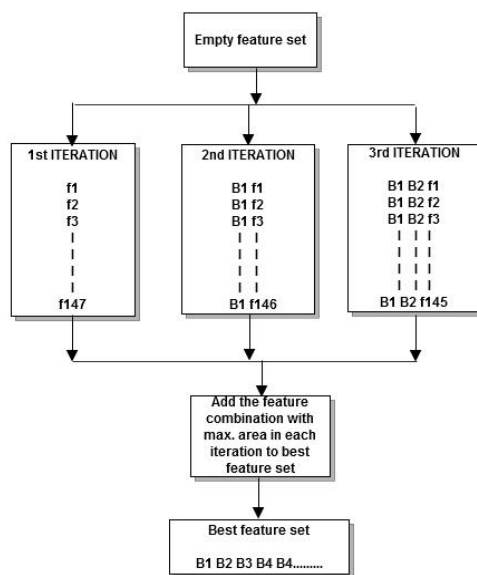 Empty feature set
1st ITERATION
f1
f2
f3
f147
2nd ITERATION
B1 f1
B1 f2
B1 f3
B1 f146
3rd ITERATION
B1 B2 f1
B1 B2 f2
B1 B2 f3
B1 B2 f145
Add the feature
combination with
max. area in each
iteration to best
feature set
Best feature set
B1 B2 B3 B4 B4.........